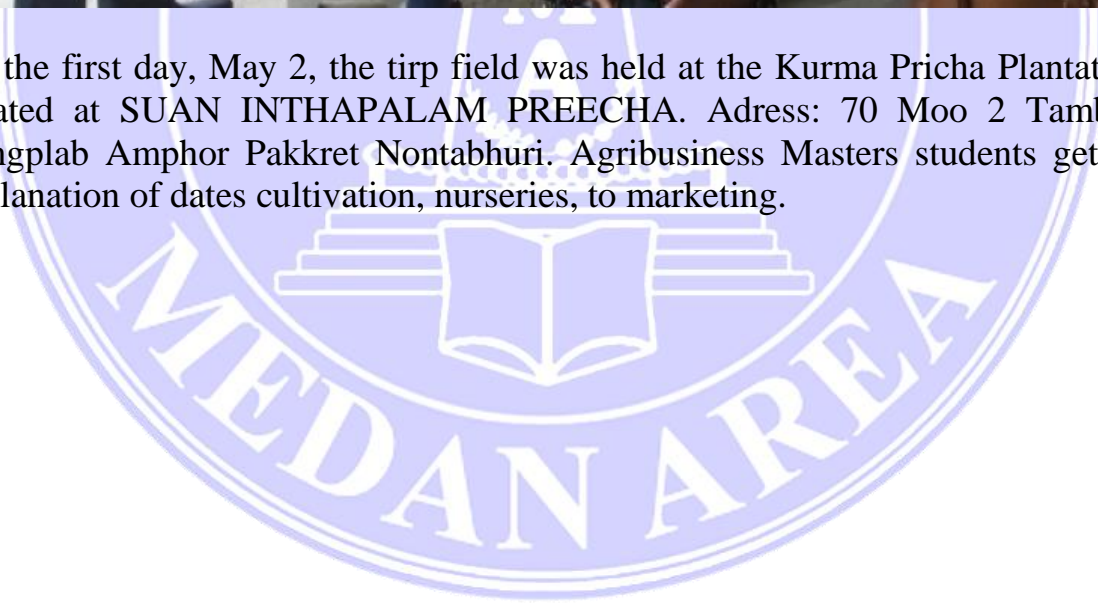 M
A
the first day, May 2, the tirp field was held at the Kurma Pricha Plantat
ated at SUAN INTHAPALAM PREECHA. Adress: 70 Moo 2 Tamb
ngplab Amphor Pakkret Nontabhuri. Agribusiness Masters students get
lanation of dates cultivation, nurseries, to marketing.
MEDAN AREA